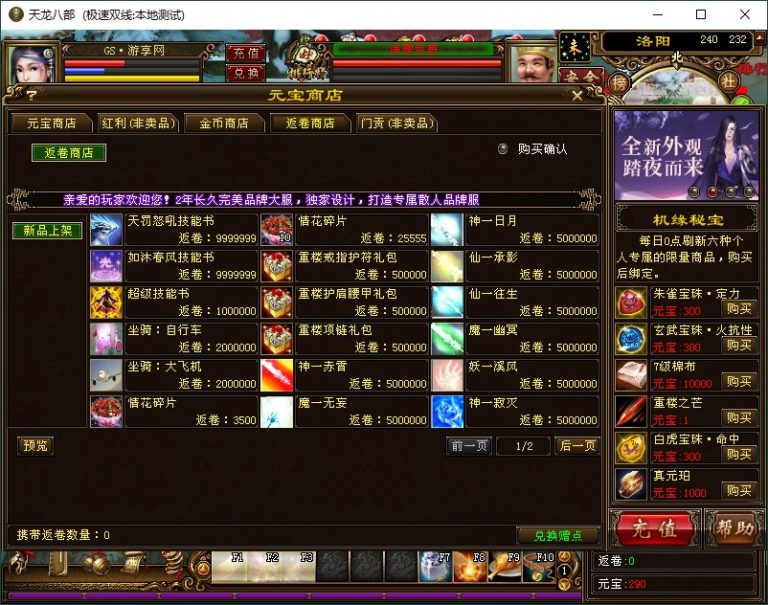 天龙八部 (极速双线:本地测试)
GS·游享网
充值
兑换
洛阳 240 232
北
未
安全
榜
社
? 元宝商店
元宝商店 红利(非卖品) 金币商店 返卷商店 门贡(非卖品)
返卷商店 购买确认
亲爱的玩家欢迎您! 2年长久完美品牌大服，独家设计，打造专属散人品牌服
新品上架
天罚怒吼技能书
返卷:9999999
情花碎片
10
返卷:25555
神一日月
返卷:5000000
如沐春风技能书
返卷:9999999
重楼戒指护符礼包
返卷:500000
仙一承影
返卷:5000000
超级技能书
返卷:1000000
重楼护肩腰甲礼包
返卷:500000
仙一往生
返卷:5000000
坐骑:自行车
返卷:2000000
重楼项链礼包
返卷:500000
魔一幽冥
返卷:5000000
坐骑:大飞机
返卷:2000000
神一赤霄
返卷:5000000
妖一溪风
返卷:5000000
情花碎片
返卷:3500
魔一无妄
返卷:5000000
神一寂灭
返卷:5000000
预览 前一页 1/2 后一页
携带返卷数量:0 兑换赠点
全新外观
踏夜而来
机缘秘宝
每日0点刷新六种个
人专属的限量商品，购买
后绑定。
朱雀宝珠·定力
元宝:300 购买
玄武宝珠·火抗性
元宝:300 购买
7级棉布
元宝:10000 购买
重楼之芒
元宝:1 购买
白虎宝珠·命中
元宝:300 购买
真元珀
元宝:1000 购买
充值 帮助
F1 F2 F3 F7 F8 F9 F10
1
返卷:0
元宝:290